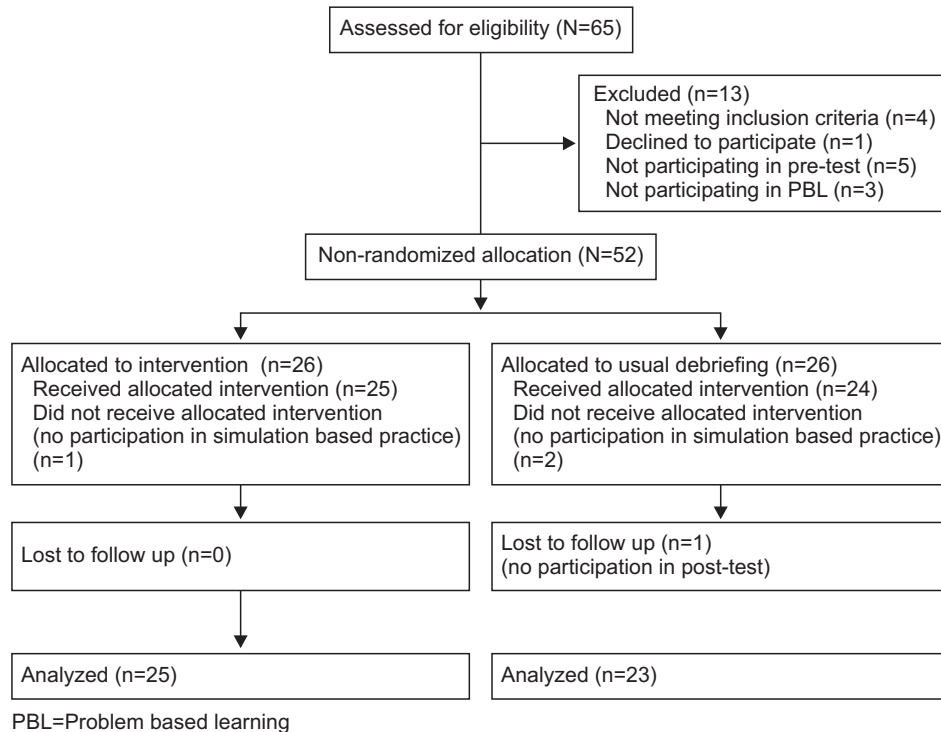 Assessed for eligibility (N=65)
Excluded (n=13)
Not meeting inclusion criteria (n=4)
Declined to participate (n=1)
Not participating in pre-test (n=5)
Not participating in PBL (n=3)
Non-randomized allocation (N=52)
Allocated to intervention (n=26)
Received allocated intervention (n=25)
Did not receive allocated intervention
(no participation in simulation based practice)
(n=1)
Allocated to usual debriefing (n=26)
Received allocated intervention (n=24)
Did not receive allocated intervention
(no participation in simulation based practice)
(n=2)
Lost to follow up (n=0)
Lost to follow up (n=1)
(no participation in post-test)
Analyzed (n=25)
Analyzed (n=23)
PBL=Problem based learning